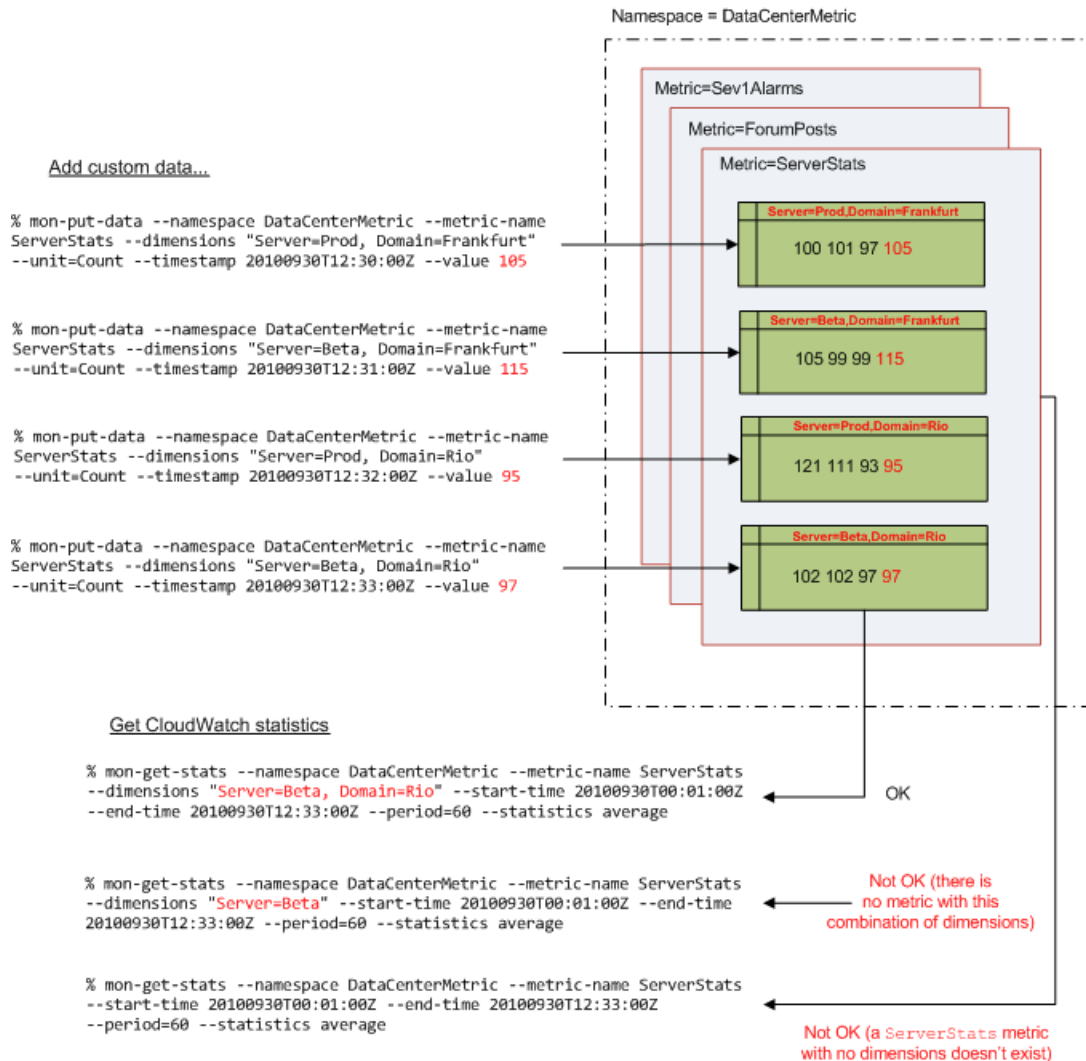 Namespace = DataCenterMetric
Metric=Sev1Alarms
Metric=ForumPosts
Metric=ServerStats
Add custom data...
% mon-put-data --namespace DataCenterMetric --metric-name
ServerStats --dimensions "Server=Prod, Domain=Frankfurt"
--unit=Count --timestamp 20100930T12:30:00Z --value 105
Server=Prod,Domain=Frankfurt
100 101 97 105
% mon-put-data --namespace DataCenterMetric --metric-name
ServerStats --dimensions "Server=Beta, Domain=Frankfurt"
--unit=Count --timestamp 20100930T12:31:00Z --value 115
Server=Beta,Domain=Frankfurt
105 99 99 115
% mon-put-data --namespace DataCenterMetric --metric-name
ServerStats --dimensions "Server=Prod, Domain=Rio"
--unit=Count --timestamp 20100930T12:32:00Z --value 95
Server=Prod,Domain=Rio
121 111 93 95
% mon-put-data --namespace DataCenterMetric --metric-name
ServerStats --dimensions "Server=Beta, Domain=Rio"
--unit=Count --timestamp 20100930T12:33:00Z --value 97
Server=Beta,Domain=Rio
102 102 97 97
Get CloudWatch statistics
% mon-get-stats --namespace DataCenterMetric --metric-name ServerStats
--dimensions "Server=Beta, Domain=Rio" --start-time 20100930T00:01:00Z
--end-time 20100930T12:33:00Z --period=60 --statistics average
OK
% mon-get-stats --namespace DataCenterMetric --metric-name ServerStats
--dimensions "Server=Beta" --start-time 20100930T00:01:00Z --end-time
20100930T12:33:00Z --period=60 --statistics average
Not OK (there is
no metric with this
combination of dimensions)
% mon-get-stats --namespace DataCenterMetric --metric-name ServerStats
--start-time 20100930T00:01:00Z --end-time 20100930T12:33:00Z
--period=60 --statistics average
Not OK (a ServerStats metric
with no dimensions doesn't exist)